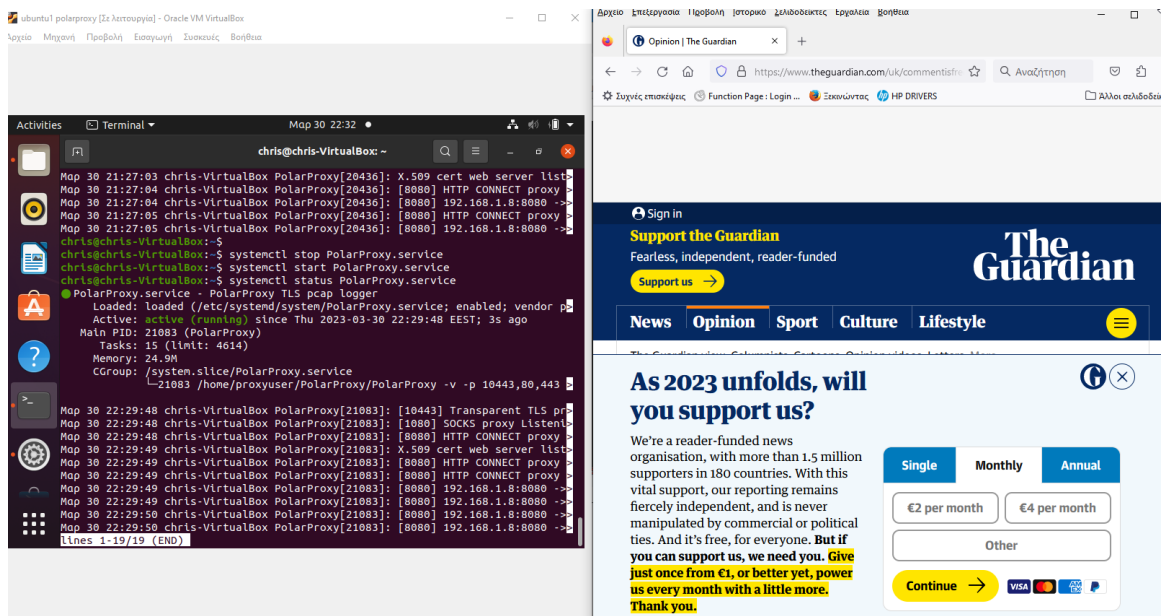 ubuntu1 polarproxy [Σε λειτουργία] - Oracle VM VirtualBox
Αρχείο Μηχανή Προβολή Εισαγωγή Συσκευές Βοήθεια
Activities Terminal Μαρ 30 22:32
chris@chris-VirtualBox: ~
Μαρ 30 21:27:03 chris-VirtualBox PolarProxy[20436]: X.509 cert web server list>
Μαρ 30 21:27:04 chris-VirtualBox PolarProxy[20436]: [8080] HTTP CONNECT proxy >
Μαρ 30 21:27:04 chris-VirtualBox PolarProxy[20436]: [8080] 192.168.1.8:8080 ->>
Μαρ 30 21:27:05 chris-VirtualBox PolarProxy[20436]: [8080] HTTP CONNECT proxy >
Μαρ 30 21:27:05 chris-VirtualBox PolarProxy[20436]: [8080] 192.168.1.8:8080 ->>
chris@chris-VirtualBox:~$
chris@chris-VirtualBox:~$ systemctl stop PolarProxy.service
chris@chris-VirtualBox:~$ systemctl start PolarProxy.service
chris@chris-VirtualBox:~$ systemctl status PolarProxy.service
● PolarProxy.service - PolarProxy TLS pcap logger
Loaded: loaded (/etc/systemd/system/PolarProxy.service; enabled; vendor p>
Active: active (running) since Thu 2023-03-30 22:29:48 EEST; 3s ago
Main PID: 21083 (PolarProxy)
Tasks: 15 (limit: 4614)
Memory: 24.9M
CGroup: /system.slice/PolarProxy.service
└─21083 /home/proxyuser/PolarProxy/PolarProxy -v -p 10443,80,443 >
Μαρ 30 22:29:48 chris-VirtualBox PolarProxy[21083]: [10443] Transparent TLS pr>
Μαρ 30 22:29:48 chris-VirtualBox PolarProxy[21083]: [1080] SOCKS proxy Listeni>
Μαρ 30 22:29:48 chris-VirtualBox PolarProxy[21083]: [8080] HTTP CONNECT proxy >
Μαρ 30 22:29:49 chris-VirtualBox PolarProxy[21083]: X.509 cert web server list>
Μαρ 30 22:29:49 chris-VirtualBox PolarProxy[21083]: [8080] HTTP CONNECT proxy >
Μαρ 30 22:29:49 chris-VirtualBox PolarProxy[21083]: [8080] HTTP CONNECT proxy >
Μαρ 30 22:29:49 chris-VirtualBox PolarProxy[21083]: [8080] 192.168.1.8:8080 ->>
Μαρ 30 22:29:49 chris-VirtualBox PolarProxy[21083]: [8080] 192.168.1.8:8080 ->>
Μαρ 30 22:29:50 chris-VirtualBox PolarProxy[21083]: [8080] 192.168.1.8:8080 ->>
Μαρ 30 22:29:50 chris-VirtualBox PolarProxy[21083]: [8080] 192.168.1.8:8080 ->>
lines 1-19/19 (END)
Αρχείο Επεξεργασία Προβολή Ιστορικό Σελιδοδείκτες Εργαλεία Βοήθεια
Opinion | The Guardian
https://www.theguardian.com/uk/commentisfre Αναζήτηση
Συχνές επισκέψεις Function Page : Login ... Ξεκινώντας HP DRIVERS Άλλοι σελιδοδεί
Sign in
Support the Guardian
Fearless, independent, reader-funded
Support us
The Guardian
News Opinion Sport Culture Lifestyle
The Guardian view Columnists Cartoons Opinion videos Letters More
As 2023 unfolds, will
you support us?
We're a reader-funded news
organisation, with more than 1.5 million
supporters in 180 countries. With this
vital support, our reporting remains
fiercely independent, and is never
manipulated by commercial or political
ties. And it's free, for everyone. But if
you can support us, we need you. Give
just once from €1, or better yet, power
us every month with a little more.
Thank you.
Single Monthly Annual
€2 per month €4 per month
Other
Continue VISA